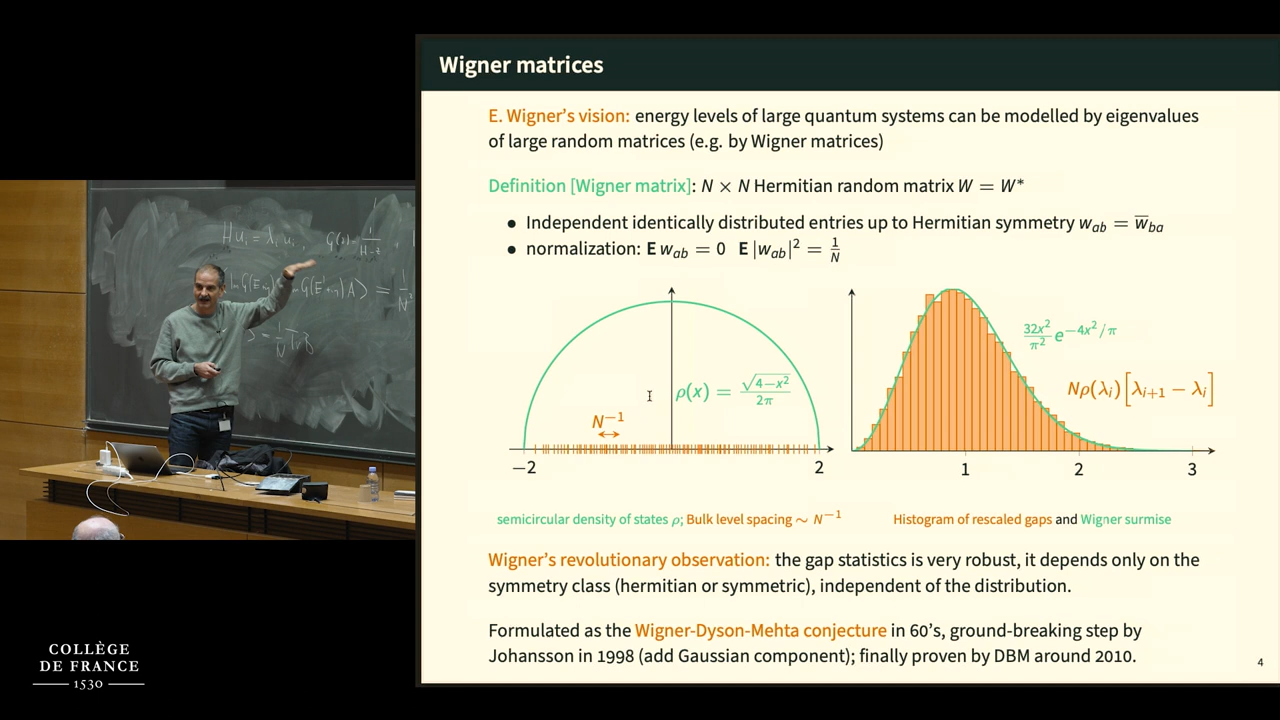 Wigner matrices
E. Wigner's vision: energy levels of large quantum systems can be modelled by eigenvalues
of large random matrices (e.g. by Wigner matrices)
Definition [Wigner matrix]: N × N Hermitian random matrix W = W*
• Independent identically distributed entries up to Hermitian symmetry w_ab = w̅_ba
• normalization: E w_ab = 0 E |w_ab|² = 1/N
ρ(x) = √(4−x²)/2π
N⁻¹
−2
2
32x²/π² e^(−4x²/π)
Nρ(λᵢ)[λᵢ₊₁ − λᵢ]
1
2
3
semicircular density of states ρ; Bulk level spacing ∼ N⁻¹
Histogram of rescaled gaps and Wigner surmise
Wigner's revolutionary observation: the gap statistics is very robust, it depends only on the
symmetry class (hermitian or symmetric), independent of the distribution.
Formulated as the Wigner-Dyson-Mehta conjecture in 60's, ground-breaking step by
Johansson in 1998 (add Gaussian component); finally proven by DBM around 2010.
4
Huᵢ = λᵢuᵢ
COLLÈGE
DE FRANCE
1530